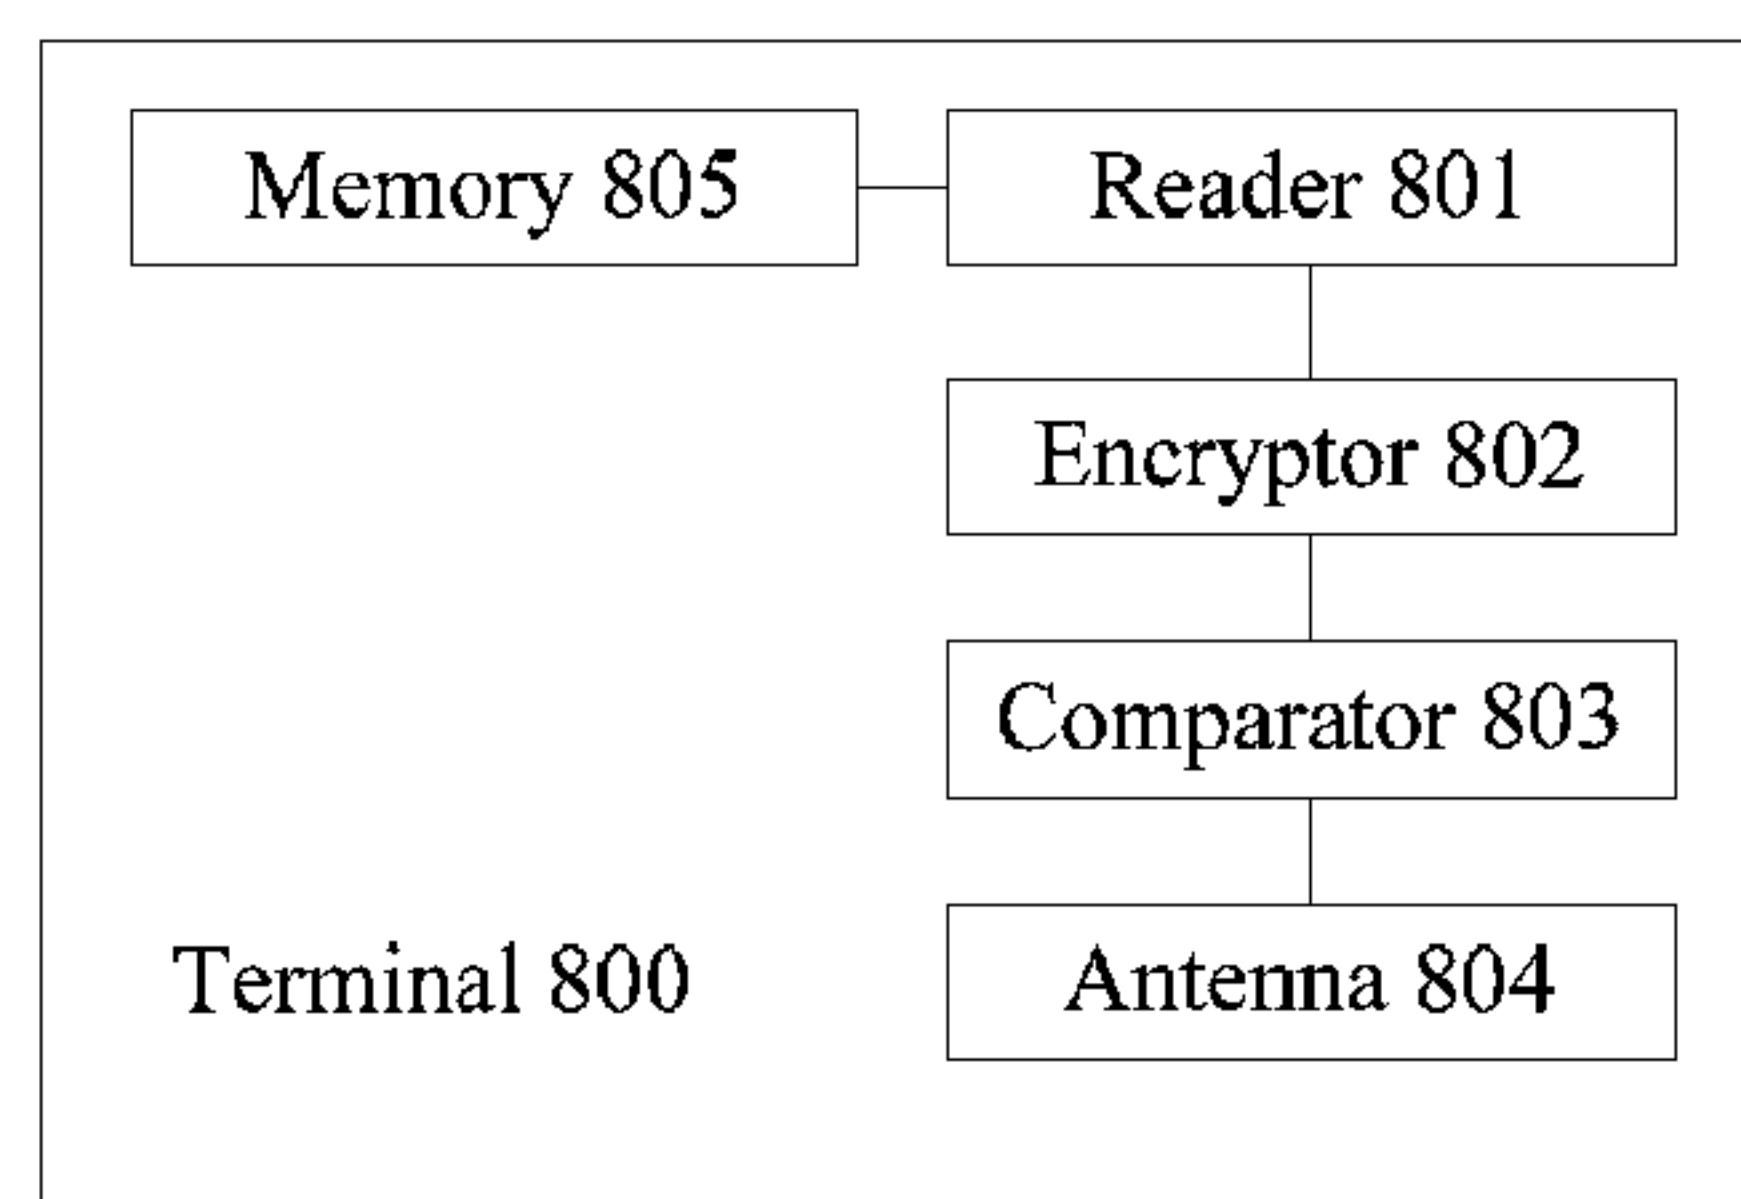 Memory 805
Reader 801
Encryptor 802
Comparator 803
Terminal 800
Antenna 804